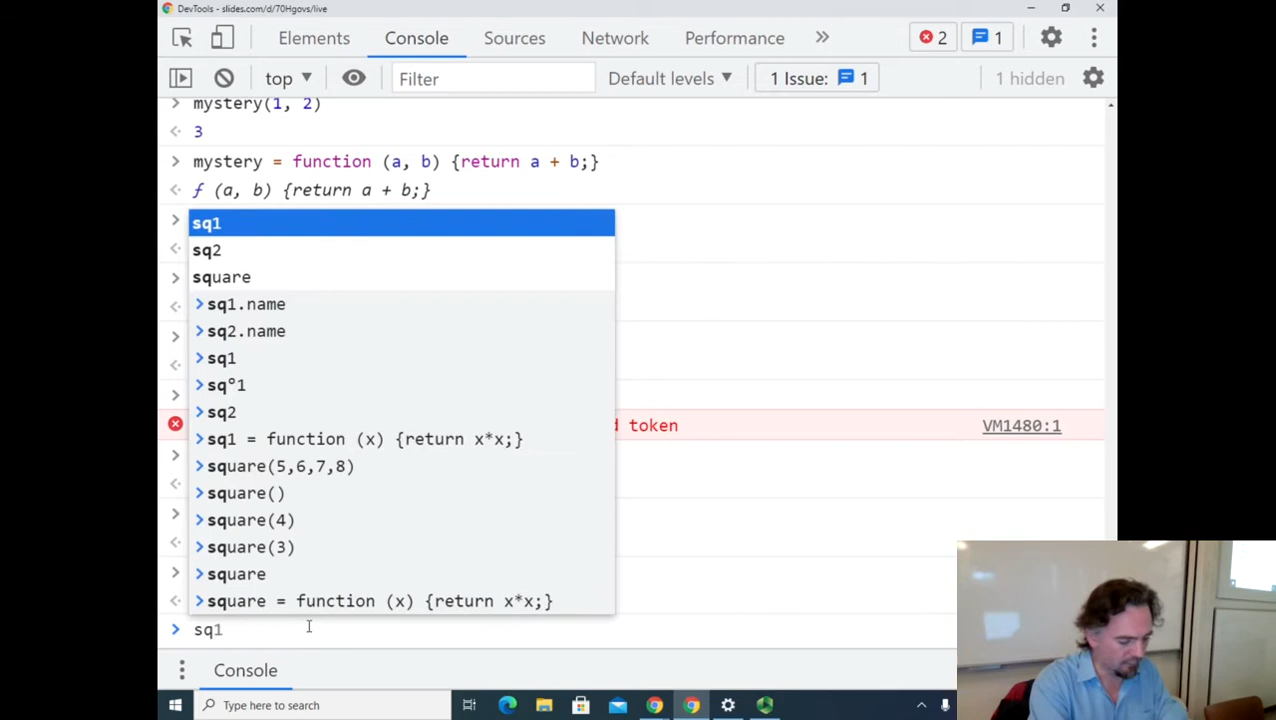 DevTools - slides.com/d/70Hgovs/live
Elements Console Sources Network Performance » 2 1
top ▼ Filter Default levels ▼ 1 Issue: 1 1 hidden
mystery(1, 2)
3
mystery = function (a, b) {return a + b;}
ƒ (a, b) {return a + b;}
sq1
sq2
square
sq1.name
sq2.name
sq1
sq°1
sq2
d token VM1480:1
sq1 = function (x) {return x*x;}
square(5,6,7,8)
square()
square(4)
square(3)
square
square = function (x) {return x*x;}
sq1
Console
Type here to search